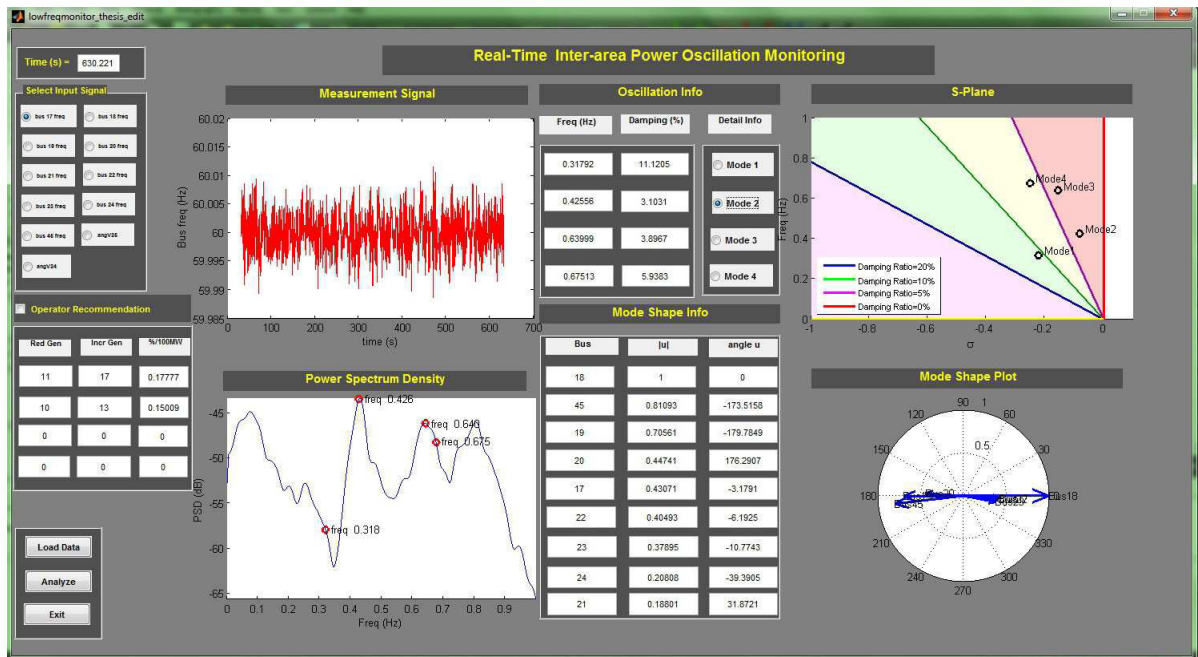 lowfreqmonitor_thesis_edit
Real-Time Inter-area Power Oscillation Monitoring
Time (s) = 630.221
Select Input Signal
bus 17 freq bus 18 freq
bus 19 freq bus 20 freq
bus 21 freq bus 22 freq
bus 23 freq bus 24 freq
bus 45 freq angV25
angV24
Operator Recommendation
Red Gen Incr Gen %/100MW
11 17 0.17777
10 13 0.15009
0 0 0
0 0 0
Load Data
Analyze
Exit
Measurement Signal
60.02
60.015
60.01
60.005
60
59.995
59.99
59.985
Bus freq (Hz)
0 100 200 300 400 500 600 700
time (s)
Power Spectrum Density
-45
-50
-55
-60
-65
PSD (dB)
freq 0.426
freq 0.640
freq 0.675
freq 0.318
0 0.1 0.2 0.3 0.4 0.5 0.6 0.7 0.8 0.9
Freq (Hz)
Oscillation Info
Freq (Hz) Damping (%) Detail Info
0.31792 11.1205 Mode 1
0.42556 3.1031 Mode 2
0.63999 3.8967 Mode 3
0.67513 5.9383 Mode 4
Mode Shape Info
Bus |u| angle u
18 1 0
45 0.81093 -173.5158
19 0.70561 -179.7849
20 0.44741 176.2907
17 0.43071 -3.1791
22 0.40493 -6.1925
23 0.37895 -10.7743
24 0.20808 -39.3905
21 0.18801 31.8721
S-Plane
1
0.8
0.6
0.4
0.2
0
Freq (Hz)
Mode4
Mode3
Mode2
Mode1
Damping Ratio=20%
Damping Ratio=10%
Damping Ratio=5%
Damping Ratio=0%
-1 -0.8 -0.6 -0.4 -0.2 0
σ
Mode Shape Plot
90 1
120 60
150 0.5 30
180 0
Bus18
Bus45
210 330
240 300
270